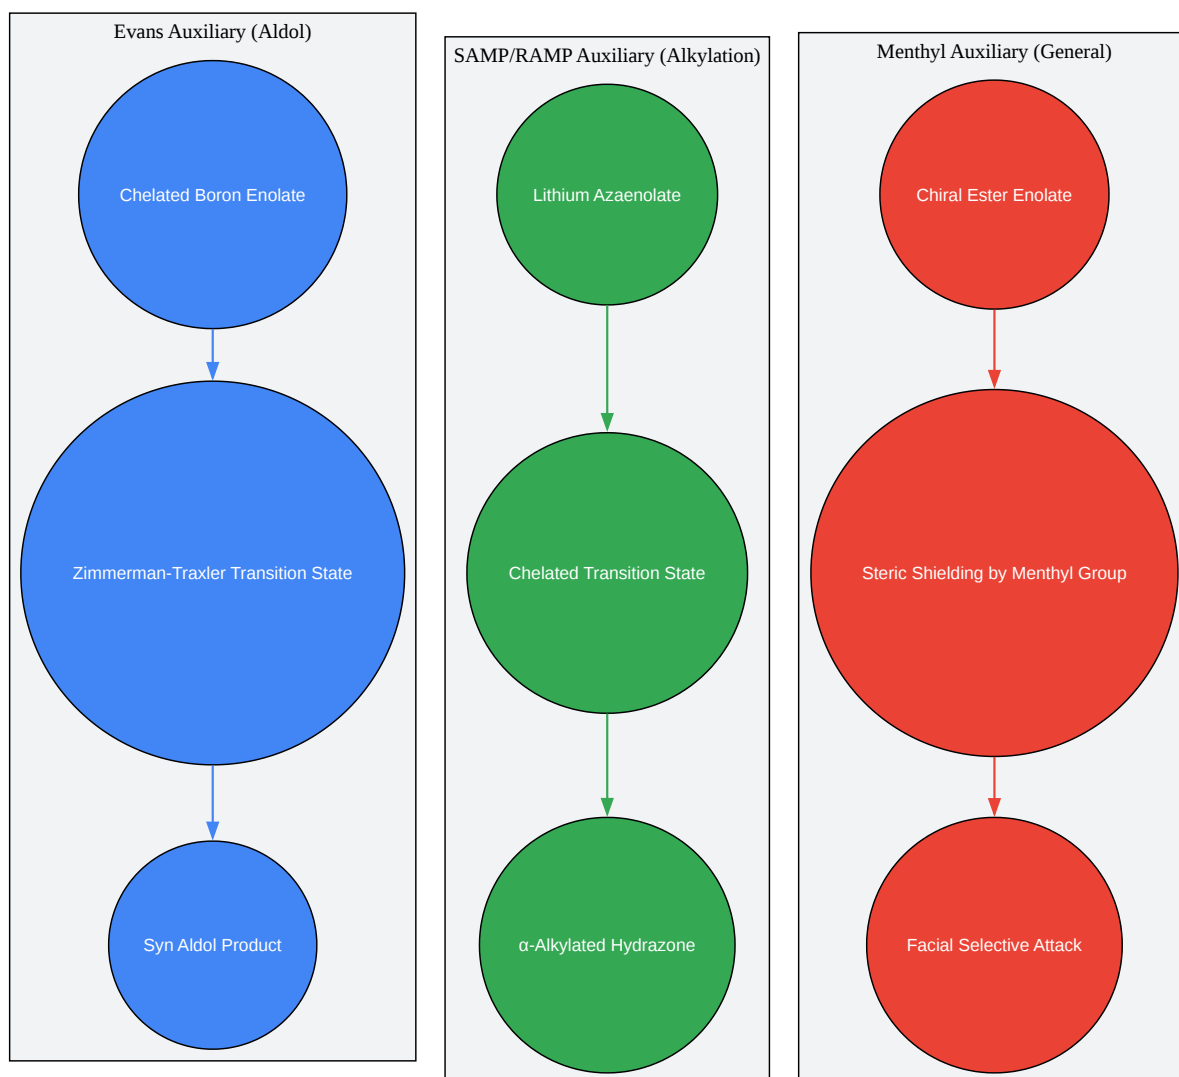 Evans Auxiliary (Aldol)
Chelated Boron Enolate
Zimmerman-Traxler Transition State
Syn Aldol Product
SAMP/RAMP Auxiliary (Alkylation)
Lithium Azaenolate
Chelated Transition State
α-Alkylated Hydrazone
Menthyl Auxiliary (General)
Chiral Ester Enolate
Steric Shielding by Menthyl Group
Facial Selective Attack